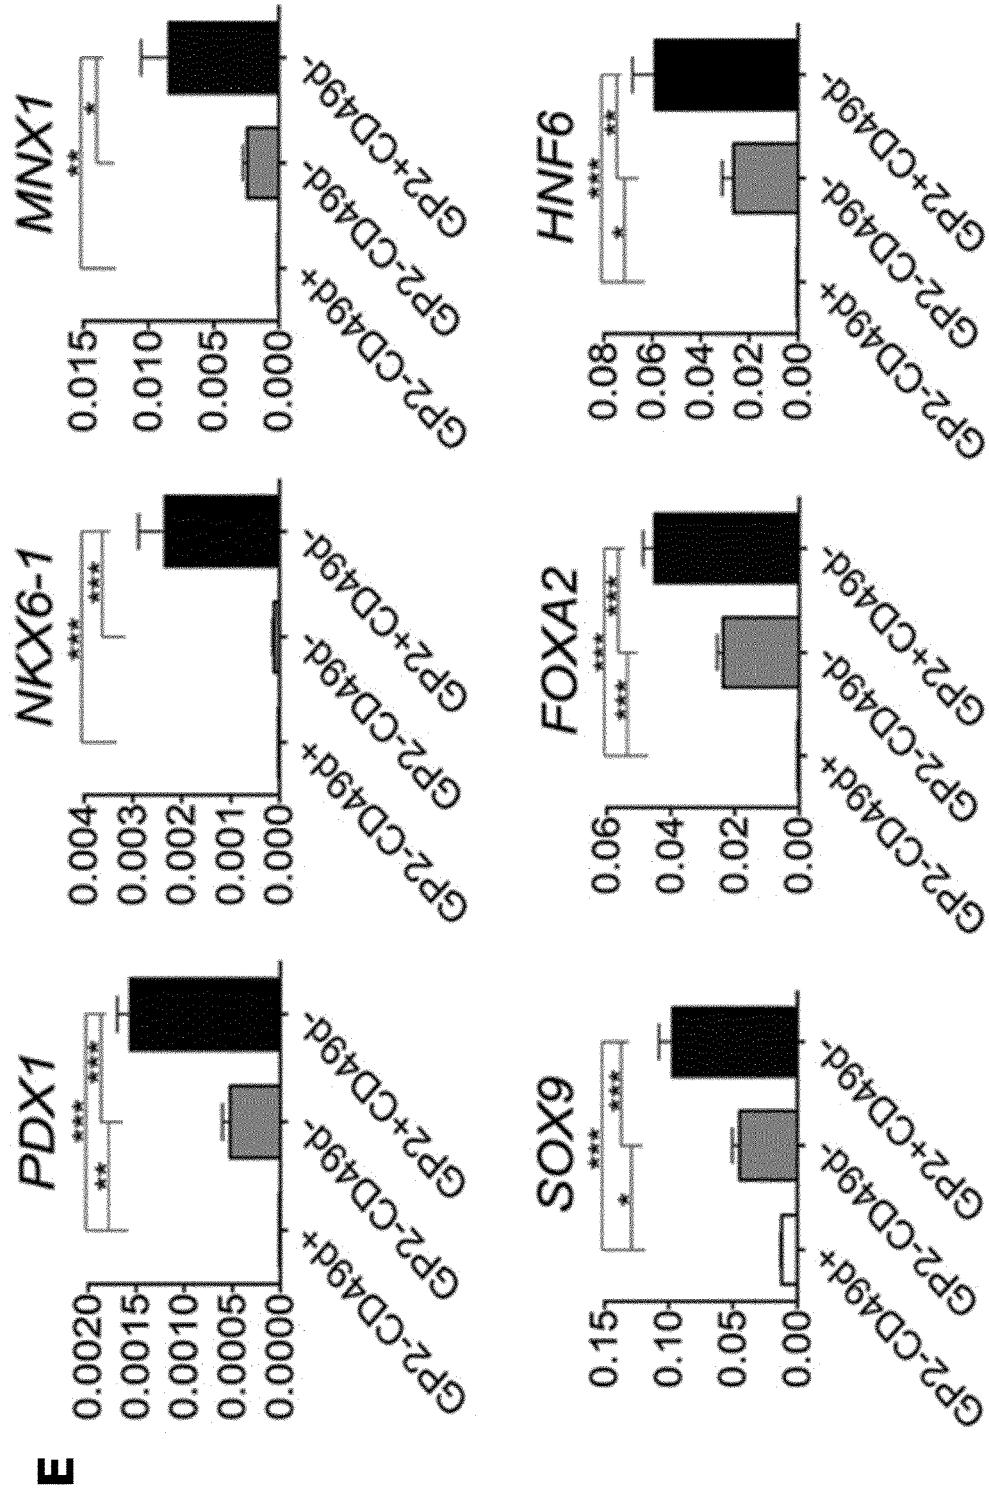 E
PDX1
0.0020
0.0015
0.0010
0.0005
0.0000
** *** ***
GP2-CD49d+
GP2-CD49d-
GP2+CD49d-
NKX6-1
0.004
0.003
0.002
0.001
0.000
*** ***
GP2-CD49d+
GP2-CD49d-
GP2+CD49d-
MNX1
0.015
0.010
0.005
0.000
** *
GP2-CD49d+
GP2-CD49d-
GP2+CD49d-
SOX9
0.15
0.10
0.05
0.00
* *** ***
GP2-CD49d+
GP2-CD49d-
GP2+CD49d-
FOXA2
0.06
0.04
0.02
0.00
*** *** ***
GP2-CD49d+
GP2-CD49d-
GP2+CD49d-
HNF6
0.08
0.06
0.04
0.02
0.00
* *** **
GP2-CD49d+
GP2-CD49d-
GP2+CD49d-